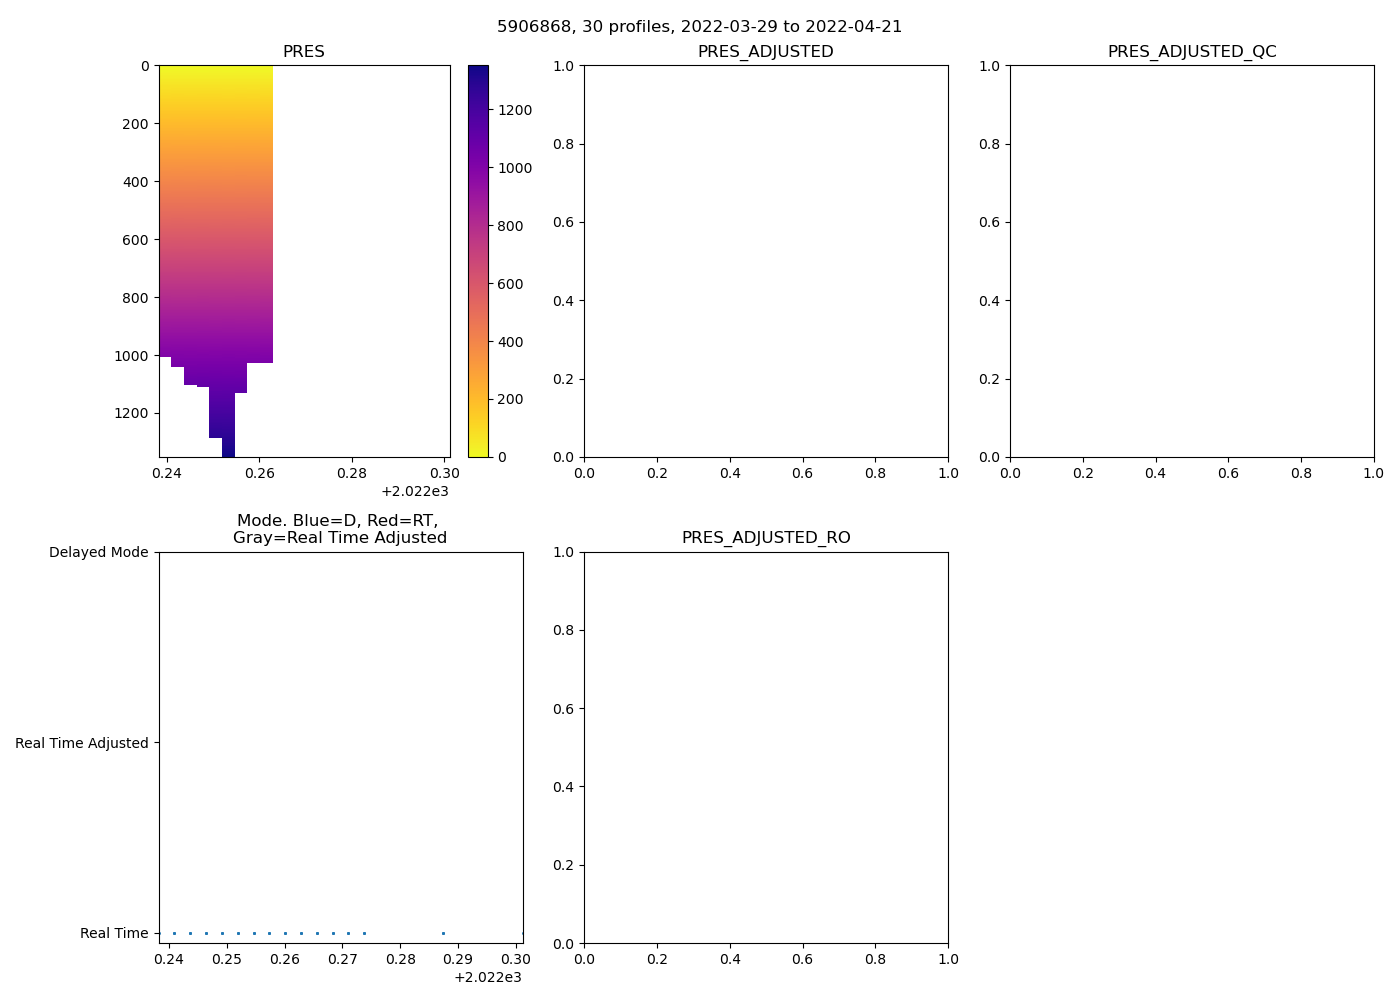 5906868, 30 profiles, 2022-03-29 to 2022-04-21
PRES
0
200
400
600
800
1000
1200
0.24 0.26 0.28 0.30
+2.022e3
1200
1000
800
600
400
200
0
PRES_ADJUSTED
1.0
0.8
0.6
0.4
0.2
0.0
0.0 0.2 0.4 0.6 0.8 1.0
PRES_ADJUSTED_QC
1.0
0.8
0.6
0.4
0.2
0.0
0.0 0.2 0.4 0.6 0.8 1.0
Mode. Blue=D, Red=RT,
Gray=Real Time Adjusted
Delayed Mode
Real Time Adjusted
Real Time
0.24 0.25 0.26 0.27 0.28 0.29 0.30
+2.022e3
PRES_ADJUSTED_RO
1.0
0.8
0.6
0.4
0.2
0.0
0.0 0.2 0.4 0.6 0.8 1.0